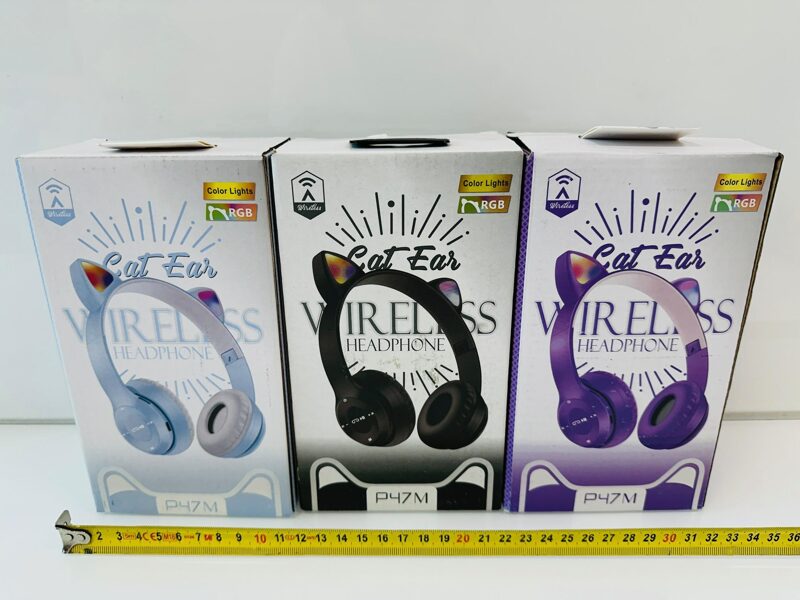 Wireless
Color Lights
RGB
Cat Ear
WIRELESS
HEADPHONE
P47M
Wireless
Color Lights
RGB
Cat Ear
WIRELESS
HEADPHONE
P47M
Wireless
Color Lights
RGB
Cat Ear
WIRELESS
HEADPHONE
P47M
2 3 4 5 6 7 8 9 10 11 12 13 14 15 16 17 18 19 20 21 22 23 24 25 26 27 28 29 30 31 32 33 34 35 36